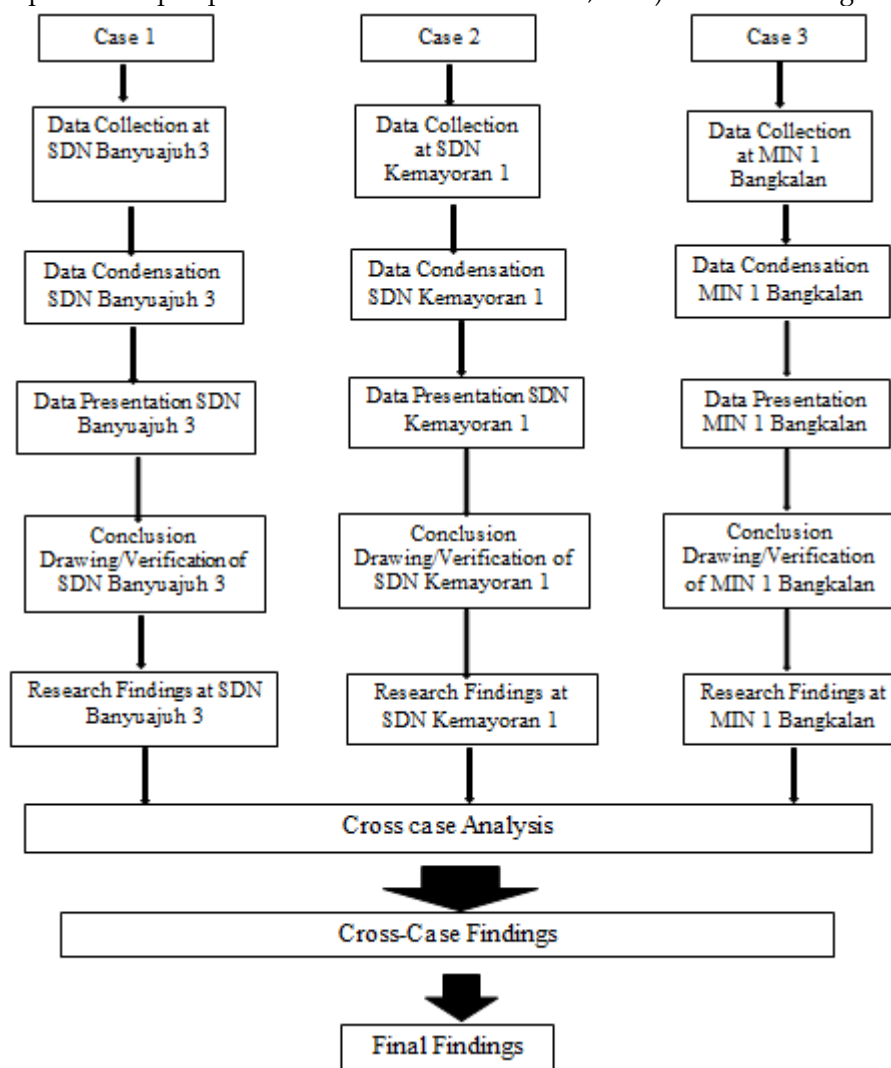 Case 1
Case 2
Case 3
Data Collection at
SDN Banyuajuh 3
Data Collection
at SDN
Kemayoran 1
Data Collection
at MIN 1
Bangkalan
Data Condensation
SDN Banyuajuh 3
Data Condensation
SDN Kemayoran 1
Data Condensation
MIN 1 Bangkalan
Data Presentation SDN
Banyuajuh 3
Data Presentation SDN
Kemayoran 1
Data Presentation
MIN 1 Bangkalan
Conclusion
Drawing/Verification of
SDN Banyuajuh 3
Conclusion
Drawing/Verification of
SDN Kemayoran 1
Conclusion
Drawing/Verification
of MIN 1 Bangkalan
Research Findings at SDN
Banyuajuh 3
Research Findings at
SDN Kemayoran 1
Research Findings at
MIN 1 Bangkalan
Cross case Analysis
Cross-Case Findings
Final Findings